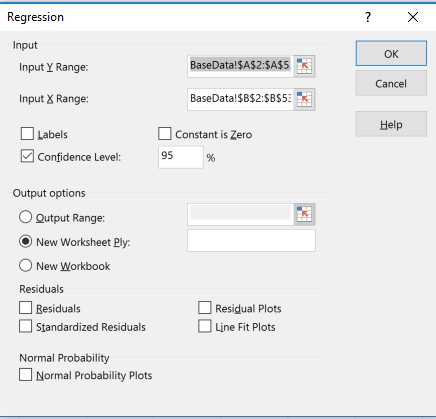 Regression
? ×
Input
Input Y Range: BaseData!$A$2:$A$5
OK
Input X Range: BaseData!$B$2:$B$5
Cancel
Labels Constant is Zero
Help
Confidence Level: 95 %
Output options
Output Range:
New Worksheet Ply:
New Workbook
Residuals
Residuals Residual Plots
Standardized Residuals Line Fit Plots
Normal Probability
Normal Probability Plots